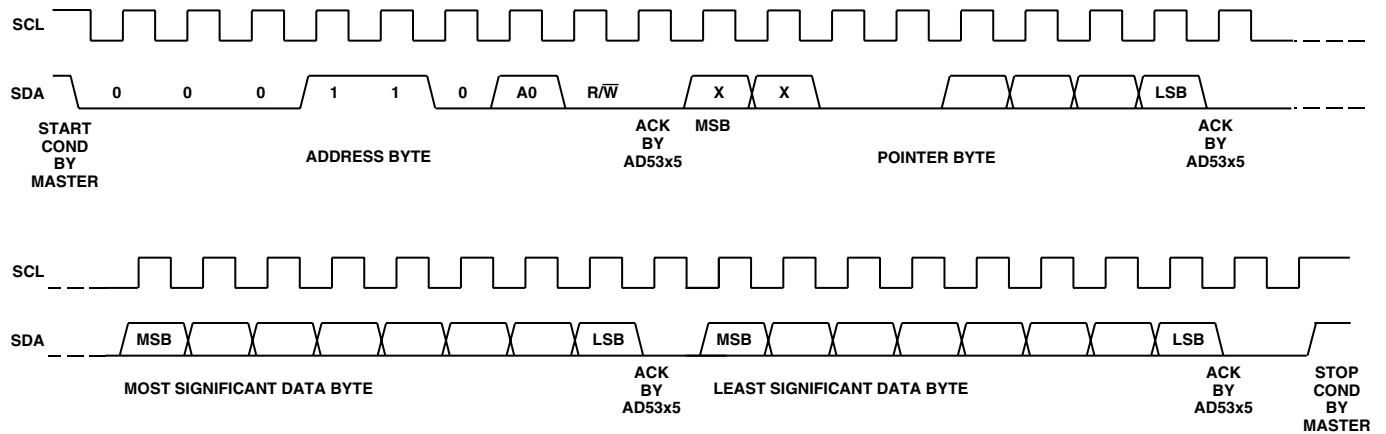 SCL
SDA 0 0 0 1 1 0 A0 R/W̅ X X LSB
START COND BY MASTER
ADDRESS BYTE
ACK BY AD53x5
MSB
POINTER BYTE
ACK BY AD53x5
SCL
SDA MSB LSB MSB LSB
MOST SIGNIFICANT DATA BYTE
ACK BY AD53x5
LEAST SIGNIFICANT DATA BYTE
ACK BY AD53x5
STOP COND BY MASTER